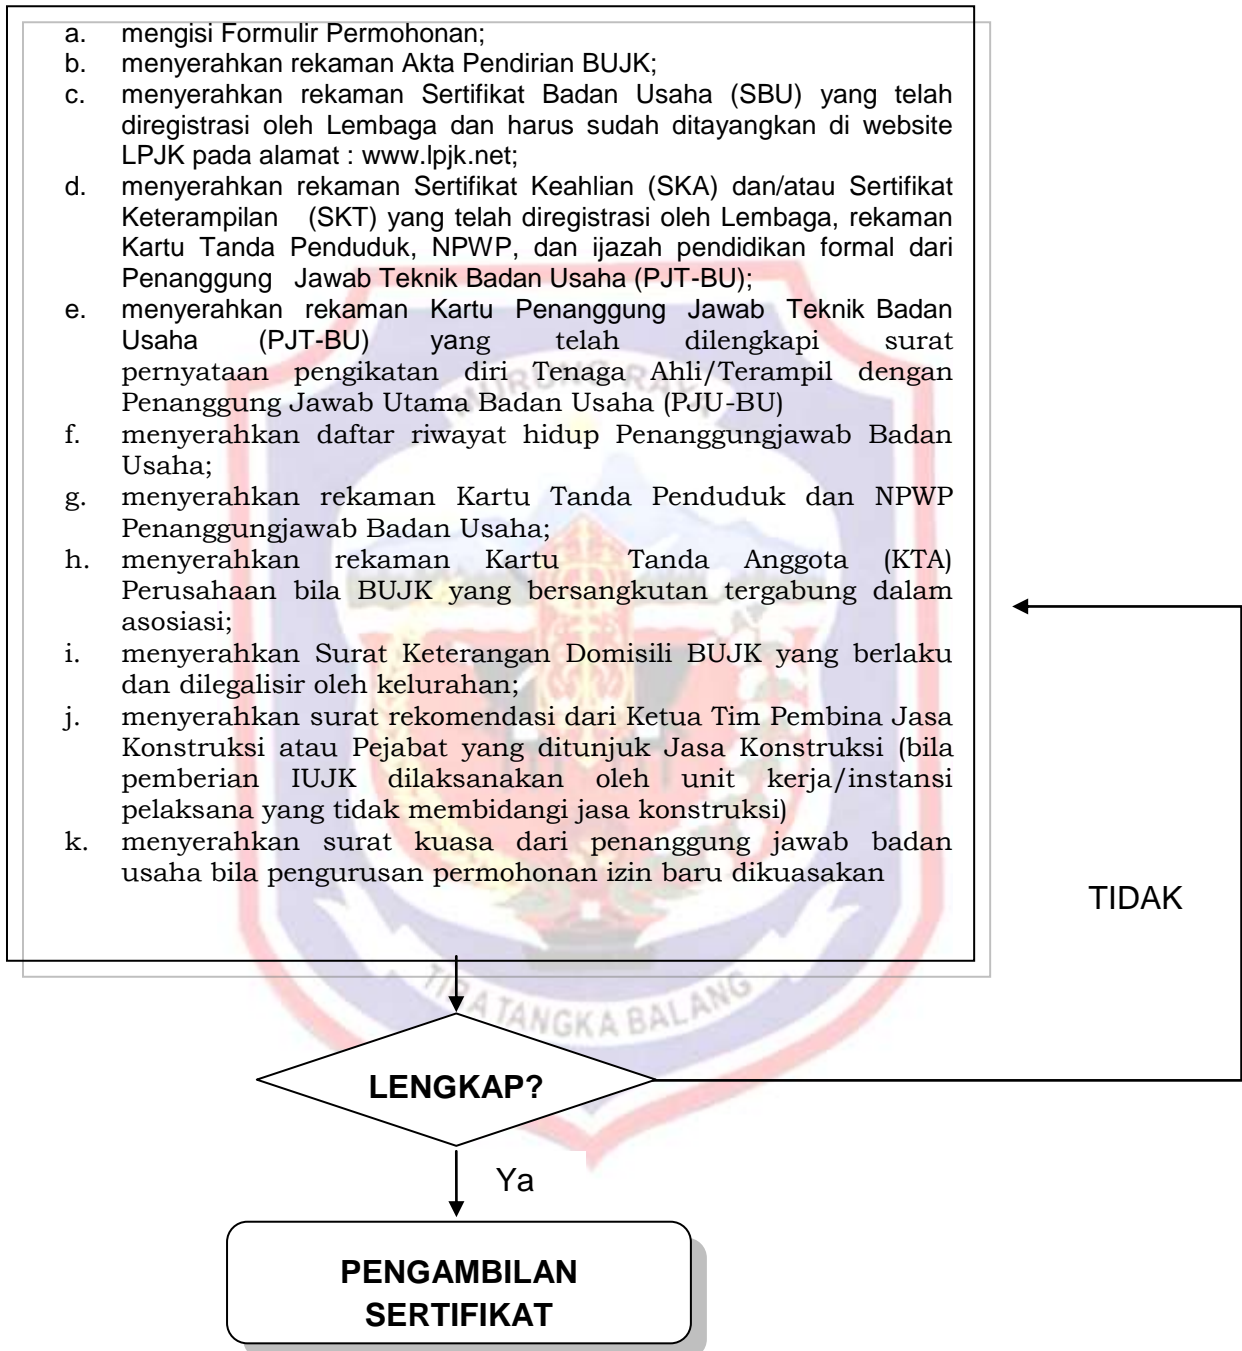 a. mengisi Formulir Permohonan;
b. menyerahkan rekaman Akta Pendirian BUJK;
c. menyerahkan rekaman Sertifikat Badan Usaha (SBU) yang telah
diregistrasi oleh Lembaga dan harus sudah ditayangkan di website
LPJK pada alamat : www.lpjk.net;
d. menyerahkan rekaman Sertifikat Keahlian (SKA) dan/atau Sertifikat
Keterampilan (SKT) yang telah diregistrasi oleh Lembaga, rekaman
Kartu Tanda Penduduk, NPWP, dan ijazah pendidikan formal dari
Penanggung Jawab Teknik Badan Usaha (PJT-BU);
e. menyerahkan rekaman Kartu Penanggung Jawab Teknik Badan
Usaha (PJT-BU) yang telah dilengkapi surat
pernyataan pengikatan diri Tenaga Ahli/Terampil dengan
Penanggung Jawab Utama Badan Usaha (PJU-BU)
f. menyerahkan daftar riwayat hidup Penanggungjawab Badan
Usaha;
g. menyerahkan rekaman Kartu Tanda Penduduk dan NPWP
Penanggungjawab Badan Usaha;
h. menyerahkan rekaman Kartu Tanda Anggota (KTA)
Perusahaan bila BUJK yang bersangkutan tergabung dalam
asosiasi;
i. menyerahkan Surat Keterangan Domisili BUJK yang berlaku
dan dilegalisir oleh kelurahan;
j. menyerahkan surat rekomendasi dari Ketua Tim Pembina Jasa
Konstruksi atau Pejabat yang ditunjuk Jasa Konstruksi (bila
pemberian IUJK dilaksanakan oleh unit kerja/instansi
pelaksana yang tidak membidangi jasa konstruksi)
k. menyerahkan surat kuasa dari penanggung jawab badan
usaha bila pengurusan permohonan izin baru dikuasakan
MURUNG RAYA
TIRA TANGKA BALANG
TIDAK
LENGKAP?
Ya
PENGAMBILAN
SERTIFIKAT